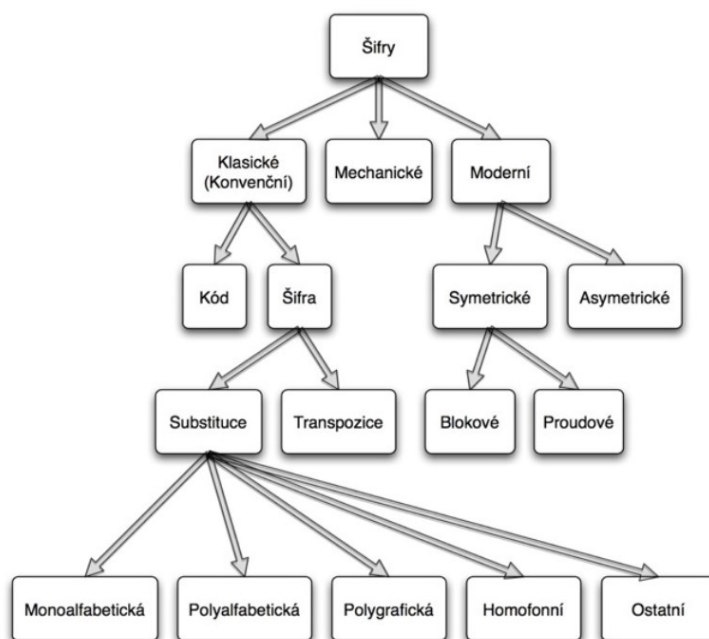 Šifry
Klasické
(Konvenční)
Mechanické
Moderní
Kód
Šifra
Symetrické
Asymetrické
Substituce
Transpozice
Blokové
Proudové
Monoalfabetická
Polyalfabetická
Polygrafická
Homofonní
Ostatní